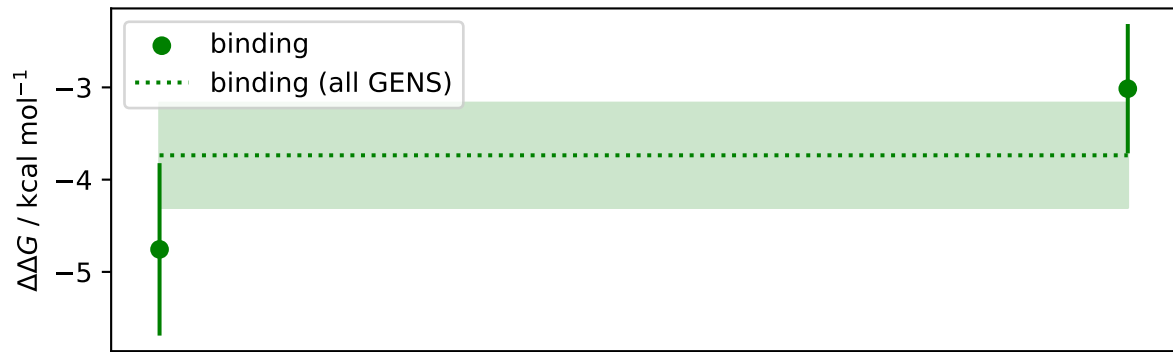 binding
binding (all GENS)
−3
−4
−5
ΔΔG / kcal mol⁻¹